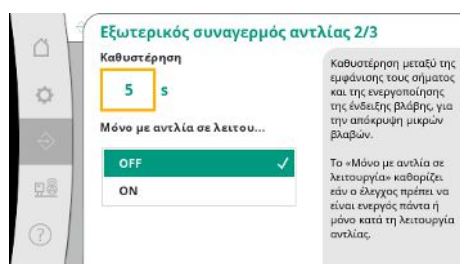 Εξωτερικός συναγερμός αντλίας 2/3
Καθυστέρηση
5 s
Μόνο με αντλία σε λειτου...
OFF
ON
Καθυστέρηση μεταξύ της
εμφάνισης τους σήματος
και της ενεργοποίησης
της ένδειξης βλάβης, για
την απόκρυψη μικρών
βλαβών.
Το «Μόνο με αντλία σε
λειτουργία» καθορίζει
εάν ο έλεγχος πρέπει να
είναι ενεργός πάντα ή
μόνο κατά τη λειτουργία
αντλίας.